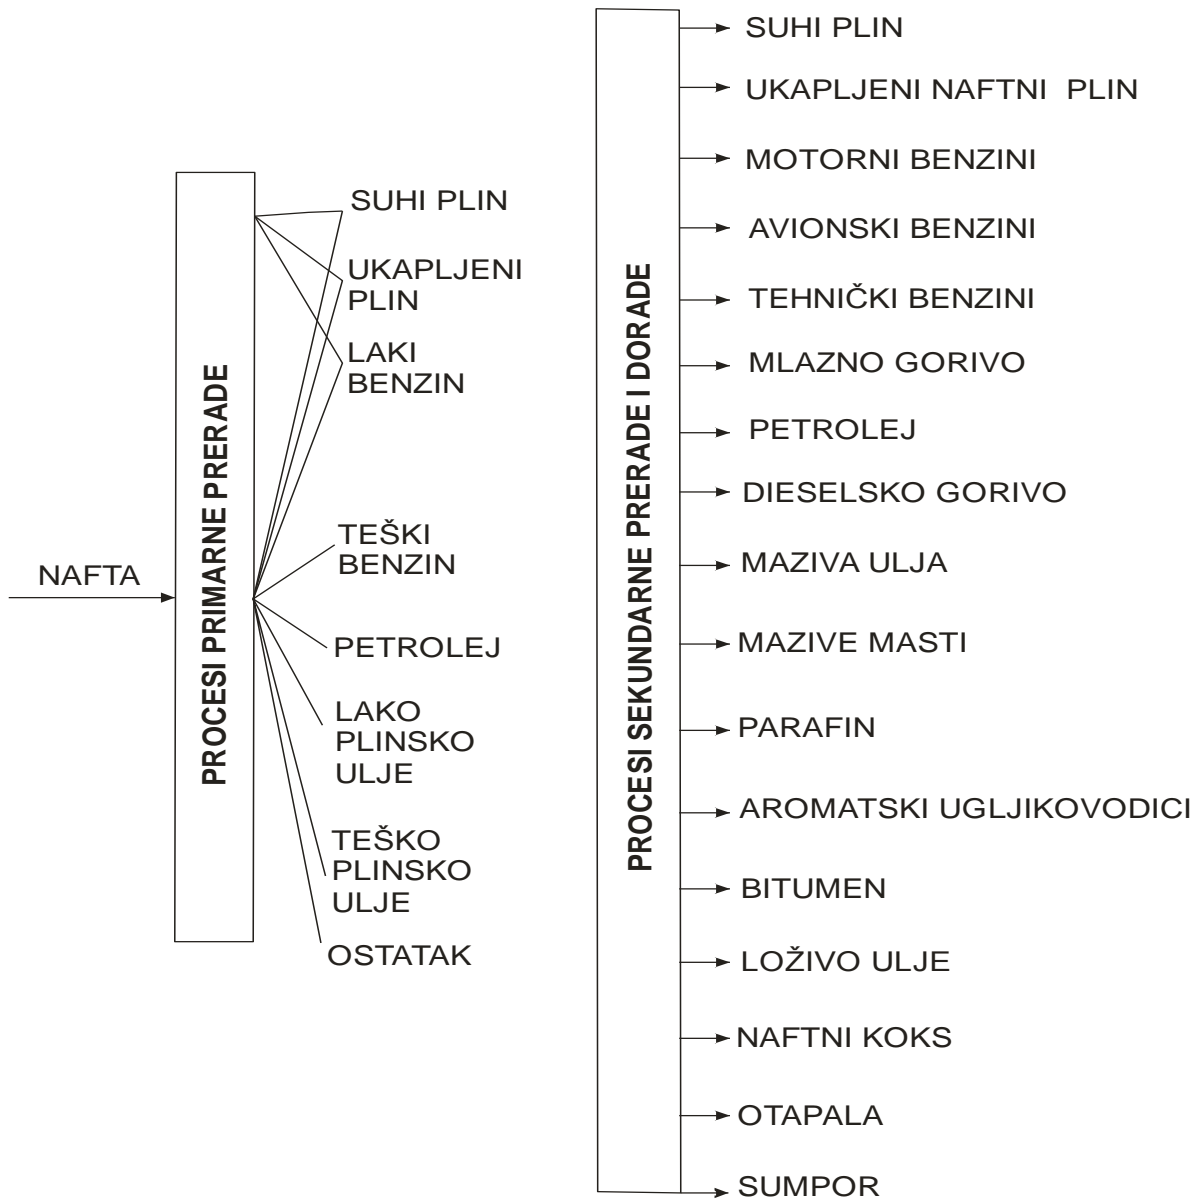 NAFTA
PROCESI PRIMARNE PRERADE
SUHI PLIN
UKAPLJENI
PLIN
LAKI
BENZIN
TEŠKI
BENZIN
PETROLEJ
LAKO
PLINSKO
ULJE
TEŠKO
PLINSKO
ULJE
OSTATAK
PROCESI SEKUNDARNE PRERADE I DORADE
SUHI PLIN
UKAPLJENI NAFTNI PLIN
MOTORNI BENZINI
AVIONSKI BENZINI
TEHNIČKI BENZINI
MLAZNO GORIVO
PETROLEJ
DIESELSKO GORIVO
MAZIVA ULJA
MAZIVE MASTI
PARAFIN
AROMATSKI UGLJIKOVODICI
BITUMEN
LOŽIVO ULJE
NAFTNI KOKS
OTAPALA
SUMPOR